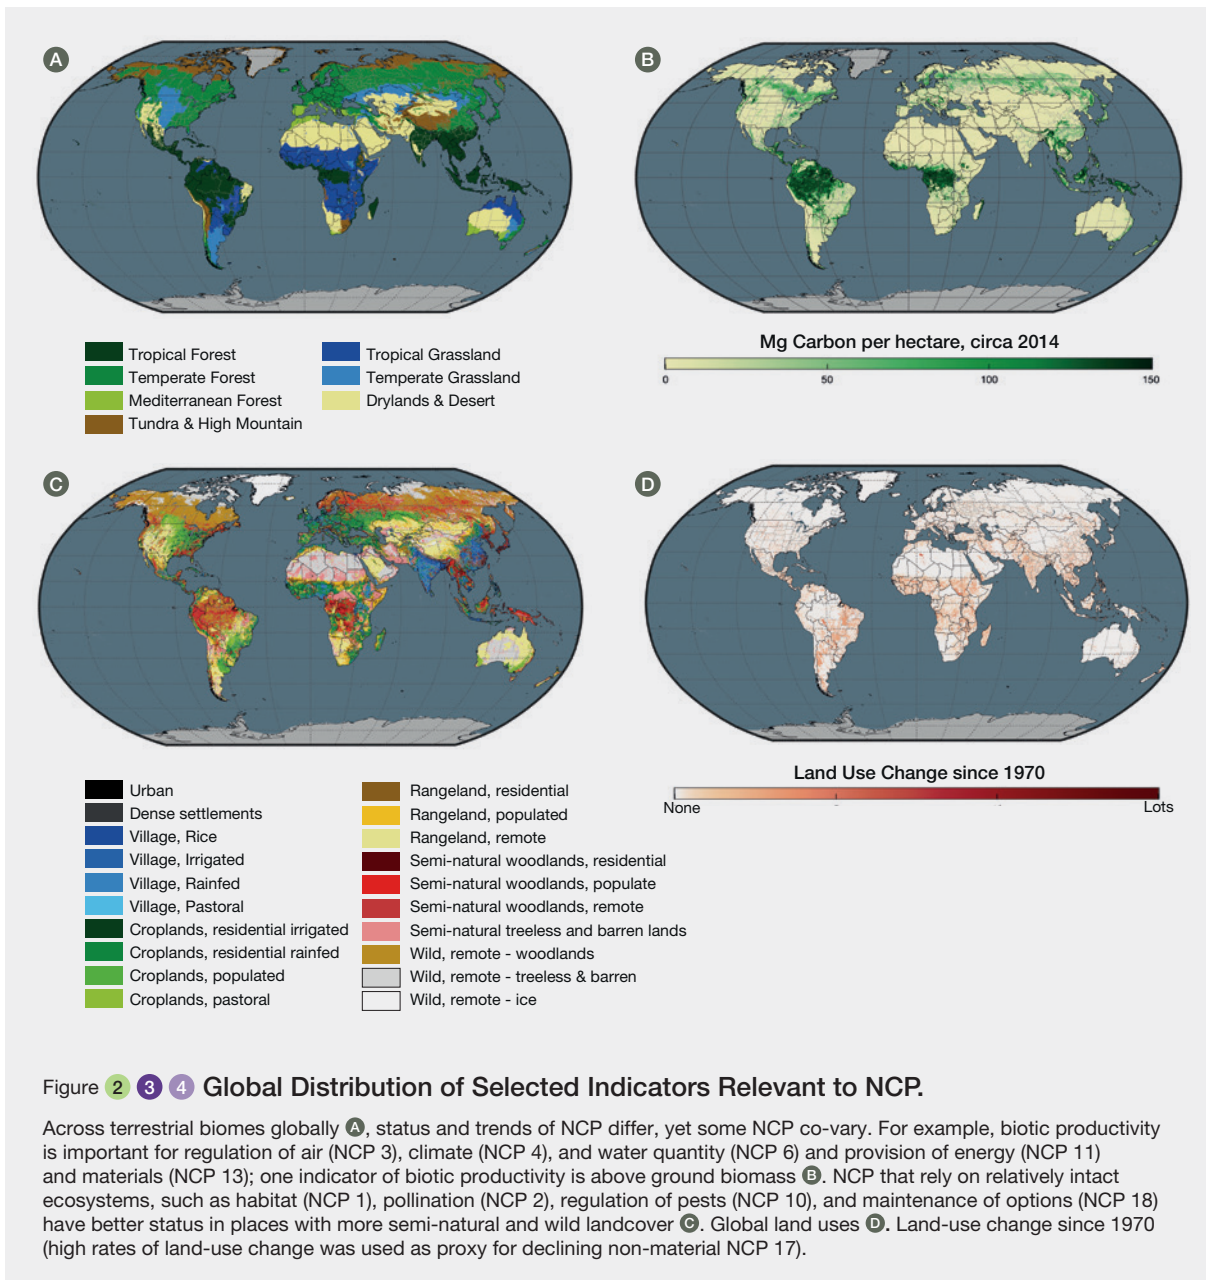 A
B
Tropical Forest
Temperate Forest
Mediterranean Forest
Tundra & High Mountain
Tropical Grassland
Temperate Grassland
Drylands & Desert
Mg Carbon per hectare, circa 2014
0 50 100 150
C
D
Urban
Dense settlements
Village, Rice
Village, Irrigated
Village, Rainfed
Village, Pastoral
Croplands, residential irrigated
Croplands, residential rainfed
Croplands, populated
Croplands, pastoral
Rangeland, residential
Rangeland, populated
Rangeland, remote
Semi-natural woodlands, residential
Semi-natural woodlands, populate
Semi-natural woodlands, remote
Semi-natural treeless and barren lands
Wild, remote - woodlands
Wild, remote - treeless & barren
Wild, remote - ice
Land Use Change since 1970
None Lots
Figure 2 3 4 Global Distribution of Selected Indicators Relevant to NCP.
Across terrestrial biomes globally A, status and trends of NCP differ, yet some NCP co-vary. For example, biotic productivity
is important for regulation of air (NCP 3), climate (NCP 4), and water quantity (NCP 6) and provision of energy (NCP 11)
and materials (NCP 13); one indicator of biotic productivity is above ground biomass B. NCP that rely on relatively intact
ecosystems, such as habitat (NCP 1), pollination (NCP 2), regulation of pests (NCP 10), and maintenance of options (NCP 18)
have better status in places with more semi-natural and wild landcover C. Global land uses D. Land-use change since 1970
(high rates of land-use change was used as proxy for declining non-material NCP 17).